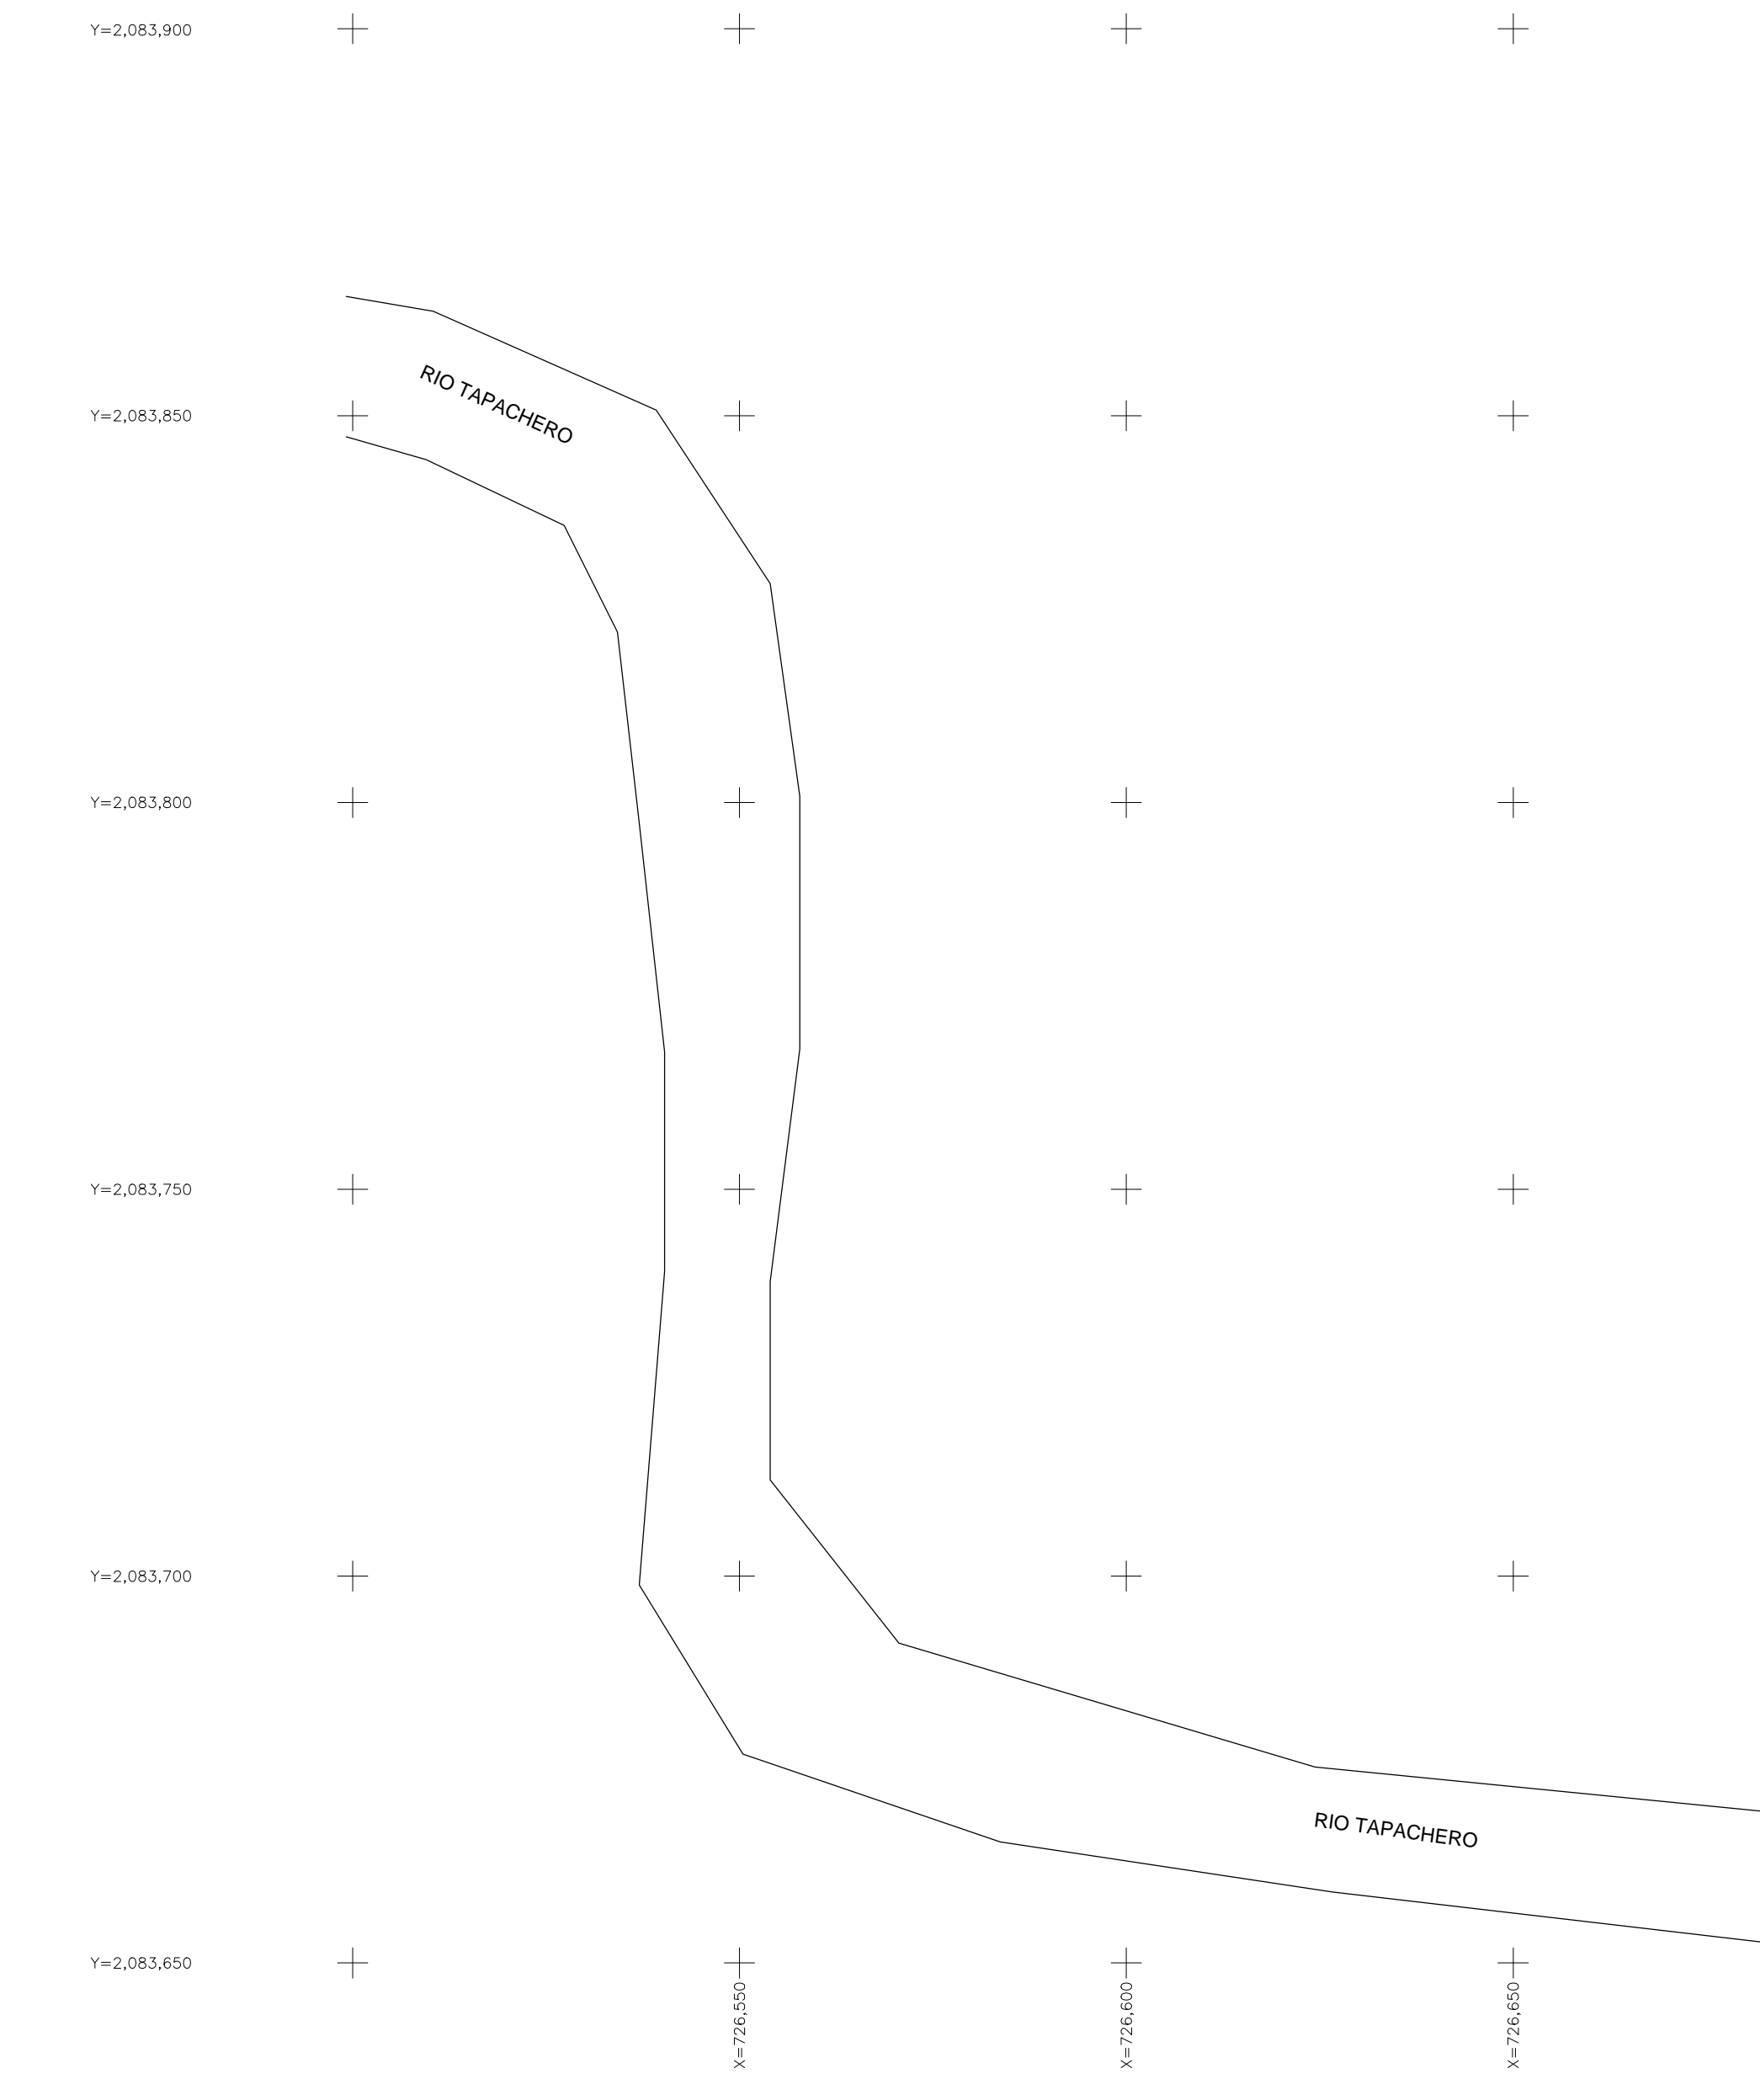 Y=2,083,900
RIO TAPACHERO
Y=2,083,850
Y=2,083,800
Y=2,083,750
Y=2,083,700
RIO TAPACHERO
Y=2,083,650
X=726,550
X=726,600
X=726,650